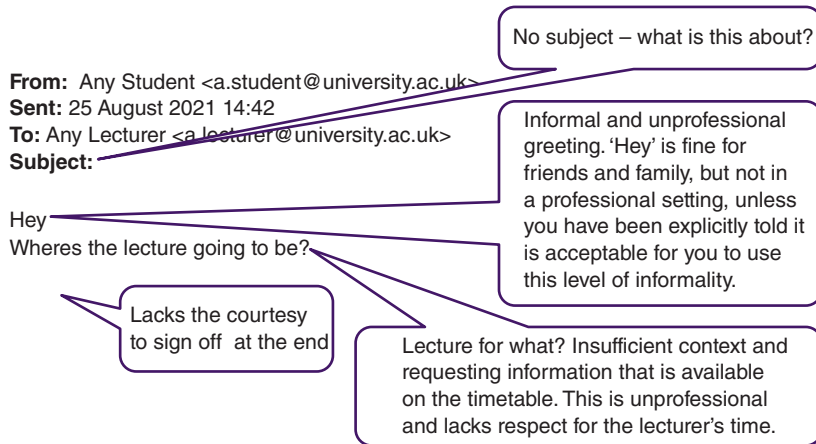 No subject – what is this about?
From: Any Student <a.student@university.ac.uk>
Sent: 25 August 2021 14:42
To: Any Lecturer <a.lecturer@university.ac.uk>
Subject:
Informal and unprofessional
greeting. ‘Hey’ is fine for
friends and family, but not in
a professional setting, unless
you have been explicitly told it
is acceptable for you to use
this level of informality.
Hey
Wheres the lecture going to be?
Lacks the courtesy
to sign off at the end
Lecture for what? Insufficient context and
requesting information that is available
on the timetable. This is unprofessional
and lacks respect for the lecturer’s time.